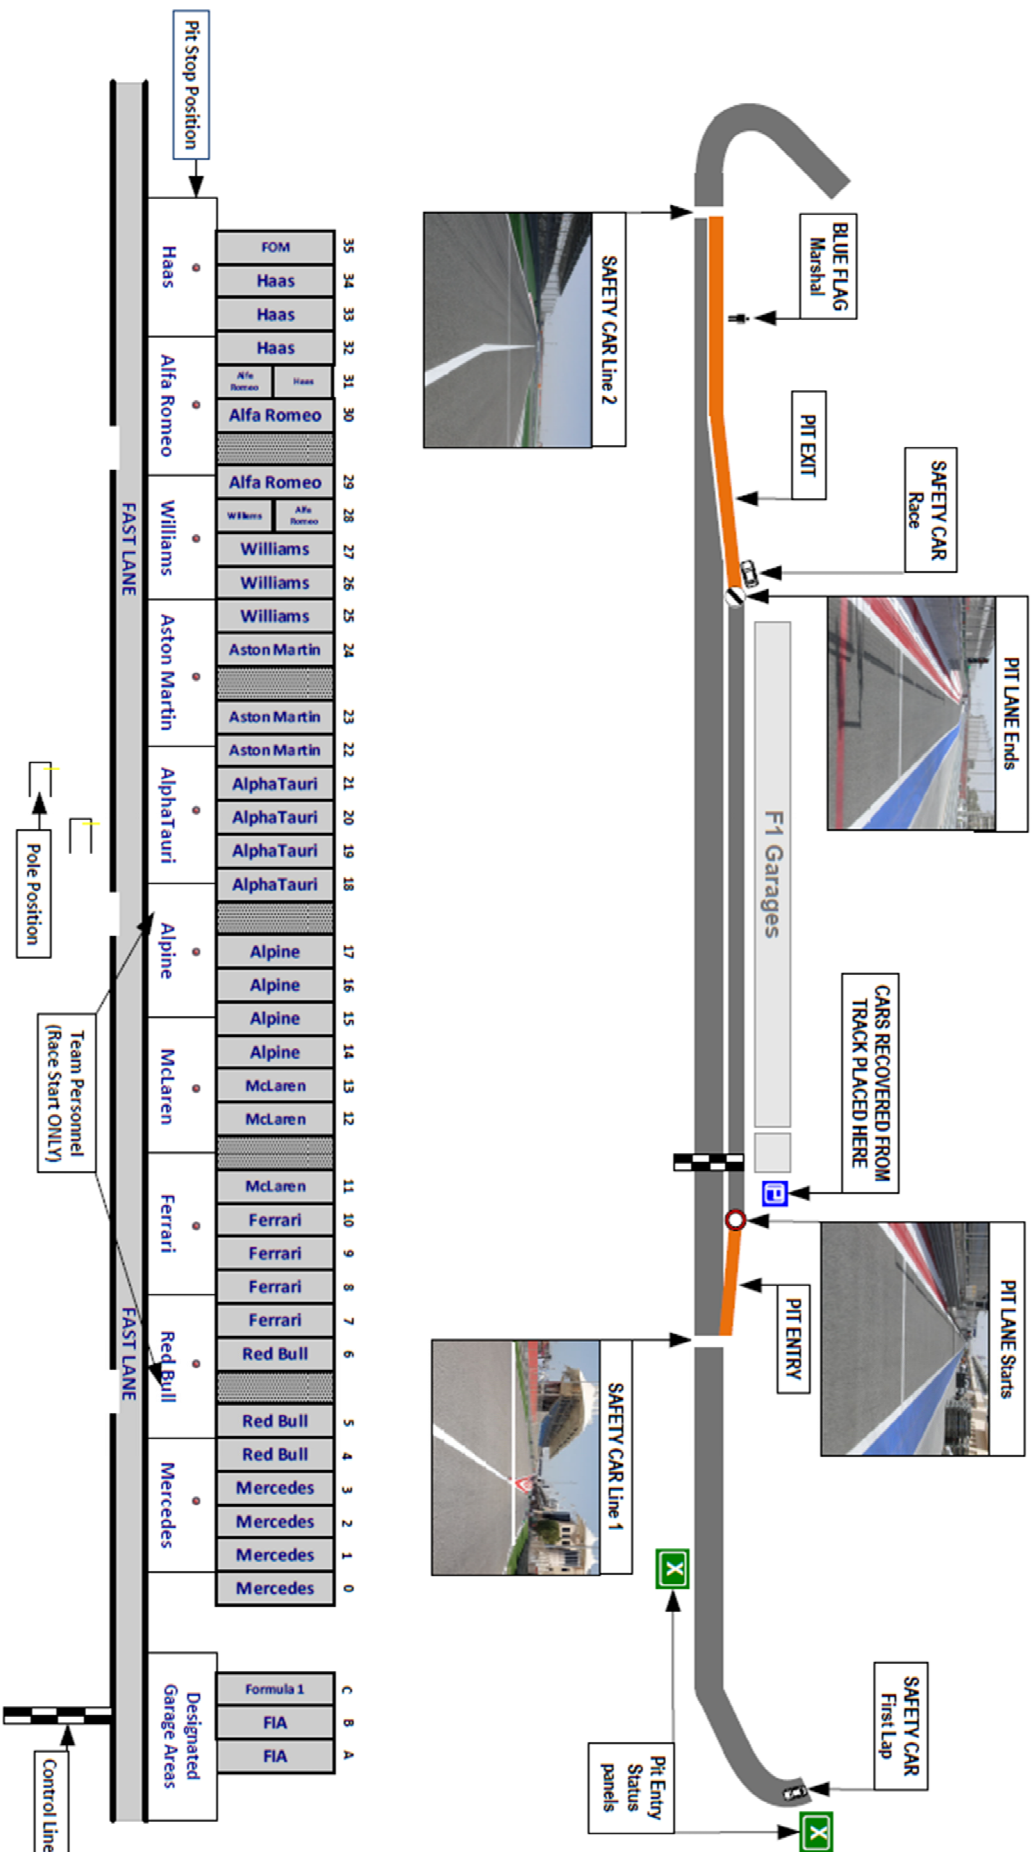 SAFETY CAR
First Lap
Pit Entry
Status
panels
X
X
PIT LANE Starts
PIT ENTRY
SAFETY CAR Line 1
CARS RECOVERED FROM
TRACK PLACED HERE
P
F1 Garages
PIT LANE Ends
SAFETY CAR
Race
PIT EXIT
BLUE FLAG
Marshal
SAFETY CAR Line 2
35
34
33
32
31
30
29
28
27
26
25
24
23
22
21
20
19
18
17
16
15
14
13
12
11
10
9
8
7
6
5
4
3
2
1
0
C
B
A
FOM
Haas
Haas
Haas
Alfa
Romeo
Haas
Alfa Romeo
Alfa Romeo
Williams
Alfa
Romeo
Williams
Williams
Williams
Aston Martin
Aston Martin
Aston Martin
AlphaTauri
AlphaTauri
AlphaTauri
AlphaTauri
Alpine
Alpine
Alpine
Alpine
McLaren
McLaren
McLaren
Ferrari
Ferrari
Ferrari
Ferrari
Red Bull
Red Bull
Red Bull
Mercedes
Mercedes
Mercedes
Mercedes
Formula 1
FIA
FIA
Pit Stop Position
Haas
Alfa Romeo
Williams
Aston Martin
AlphaTauri
Alpine
McLaren
Ferrari
Red Bull
Mercedes
Designated
Garage Areas
FAST LANE
FAST LANE
Pole Position
Team Personnel
(Race Start ONLY)
Control Line